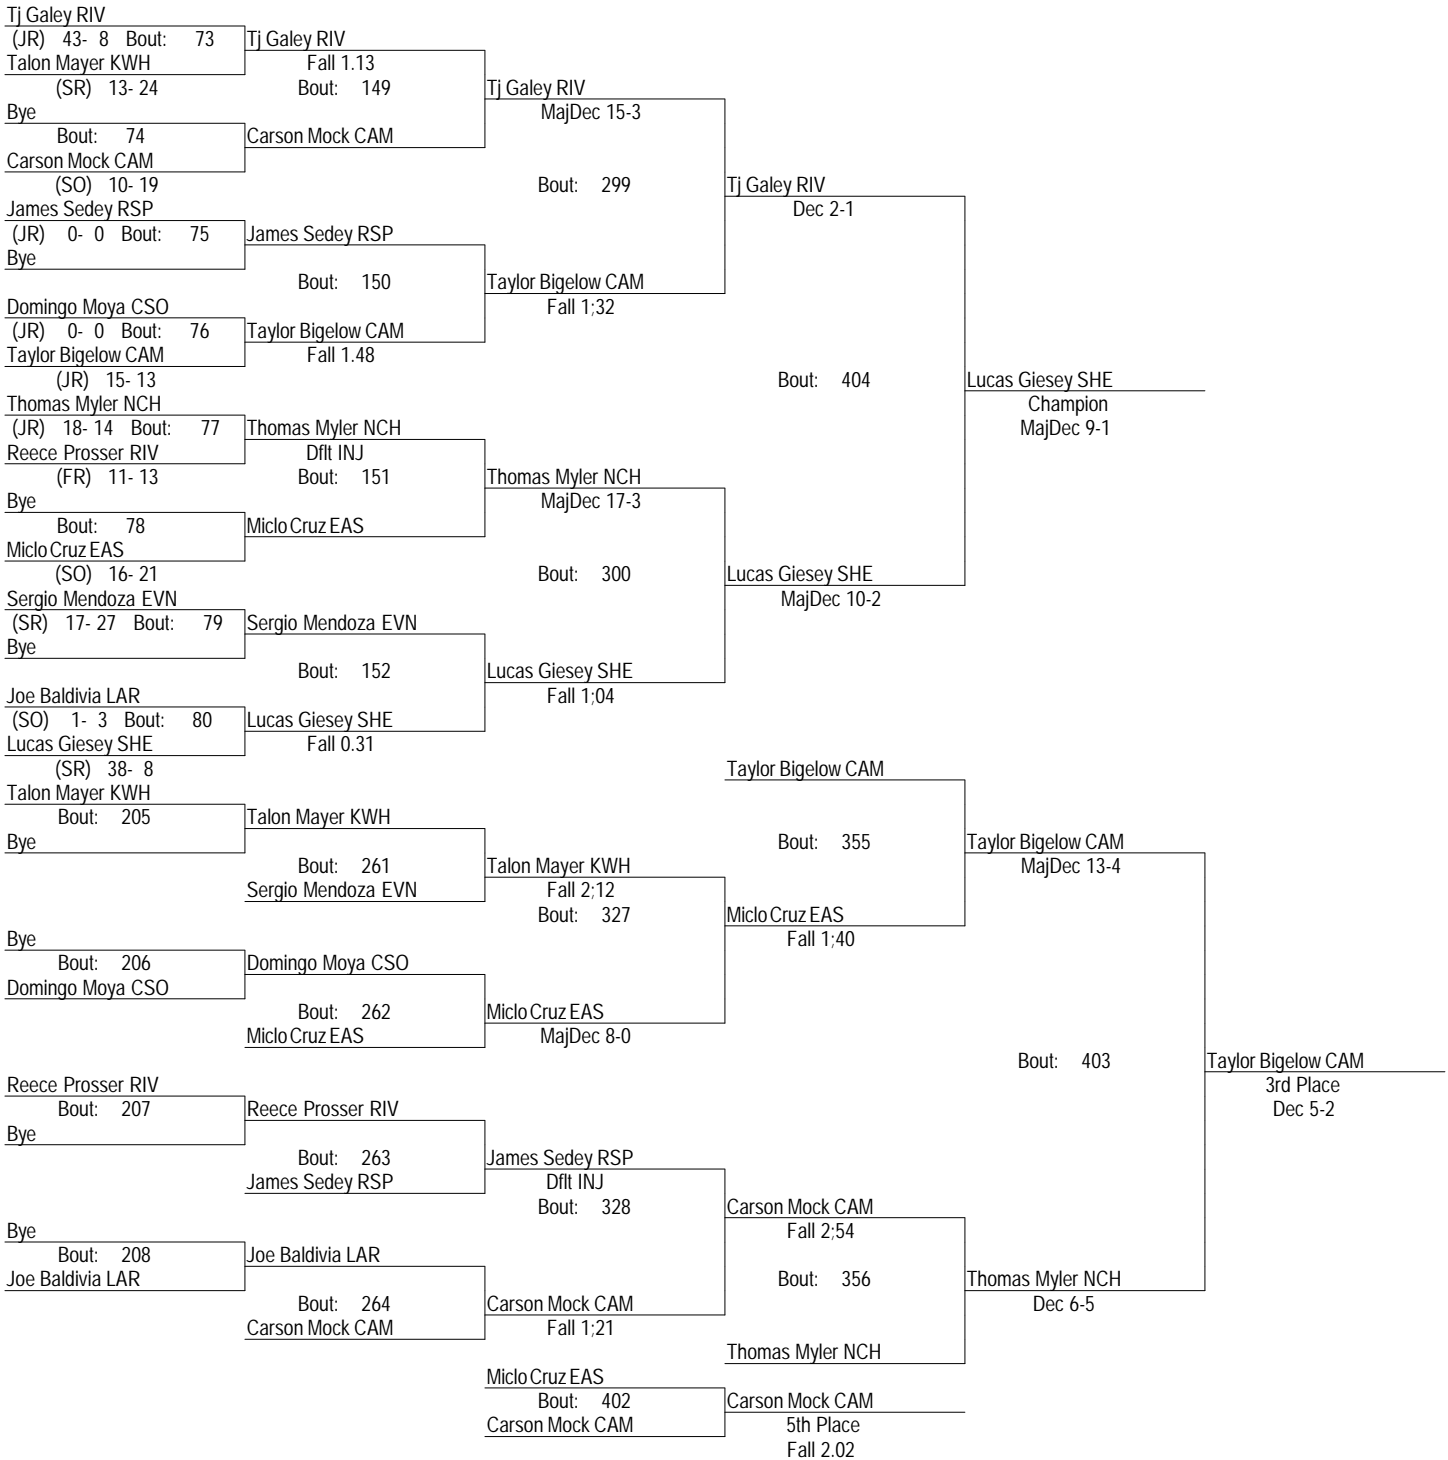 Tj Galey RIV
(JR) 43- 8 Bout: 73 Tj Galey RIV
Talon Mayer KWH Fall 1.13
(SR) 13- 24 Bout: 149 Tj Galey RIV
Bye MajDec 15-3
Bout: 74 Carson Mock CAM
Carson Mock CAM
(SO) 10- 19 Bout: 299 Tj Galey RIV
James Sedey RSP Dec 2-1
(JR) 0- 0 Bout: 75 James Sedey RSP
Bye
Bout: 150 Taylor Bigelow CAM
Domingo Moya CSO Fall 1;32
(JR) 0- 0 Bout: 76 Taylor Bigelow CAM
Taylor Bigelow CAM Fall 1.48
(JR) 15- 13 Bout: 404 Lucas Giesey SHE
Thomas Myler NCH Champion
(JR) 18- 14 Bout: 77 Thomas Myler NCH MajDec 9-1
Reece Prosser RIV Dflt INJ
(FR) 11- 13 Bout: 151 Thomas Myler NCH
Bye MajDec 17-3
Bout: 78 Miclo Cruz EAS
Miclo Cruz EAS
(SO) 16- 21 Bout: 300 Lucas Giesey SHE
Sergio Mendoza EVN MajDec 10-2
(SR) 17- 27 Bout: 79 Sergio Mendoza EVN
Bye
Bout: 152 Lucas Giesey SHE
Joe Baldivia LAR Fall 1;04
(SO) 1- 3 Bout: 80 Lucas Giesey SHE
Lucas Giesey SHE Fall 0.31
(SR) 38- 8 Taylor Bigelow CAM
Talon Mayer KWH
Bout: 205 Talon Mayer KWH
Bye Bout: 355 Taylor Bigelow CAM
Bout: 261 Talon Mayer KWH MajDec 13-4
Sergio Mendoza EVN Fall 2;12
Bout: 327 Miclo Cruz EAS
Bye Fall 1;40
Bout: 206 Domingo Moya CSO
Domingo Moya CSO
Bout: 262 Miclo Cruz EAS
Miclo Cruz EAS MajDec 8-0
Bout: 403 Taylor Bigelow CAM
Reece Prosser RIV 3rd Place
Bout: 207 Reece Prosser RIV Dec 5-2
Bye
Bout: 263 James Sedey RSP
James Sedey RSP Dflt INJ
Bout: 328 Carson Mock CAM
Bye Fall 2;54
Bout: 208 Joe Baldivia LAR
Joe Baldivia LAR Bout: 356 Thomas Myler NCH
Bout: 264 Carson Mock CAM Dec 6-5
Carson Mock CAM Fall 1;21
Thomas Myler NCH
Miclo Cruz EAS
Bout: 402 Carson Mock CAM
Carson Mock CAM 5th Place
Fall 2.02